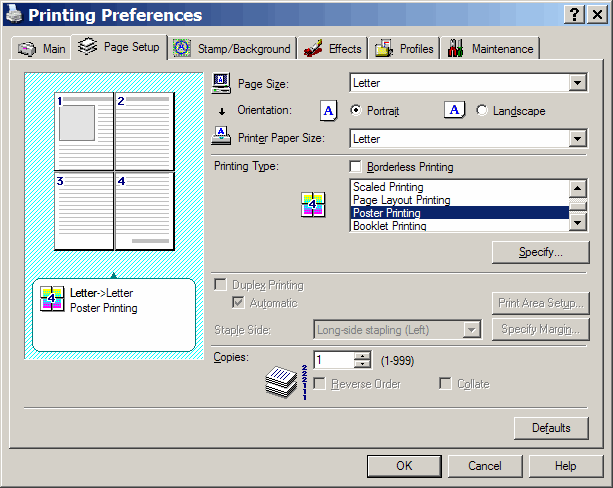 Printing Preferences
Main
Page Setup
Stamp/Background
Effects
Profiles
Maintenance
1
2
3
4
4
Letter->Letter
Poster Printing
Page Size:
Letter
Orientation:
A
Portrait
A
Landscape
Printer Paper Size:
Letter
Printing Type:
Borderless Printing
4
Scaled Printing
Page Layout Printing
Poster Printing
Booklet Printing
Specify...
Duplex Printing
Automatic
Print Area Setup...
Staple Side:
Long-side stapling (Left)
Specify Margin...
Copies:
1
(1-999)
222111
Reverse Order
Collate
Defaults
OK
Cancel
Help